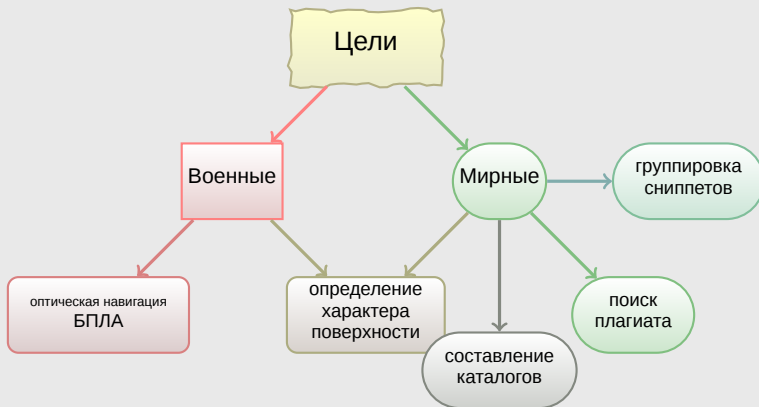 Цели
Военные
Мирные
группировка
сниппетов
оптическая навигация
БПЛА
определение
характера
поверхности
составление
каталогов
поиск
плагиата